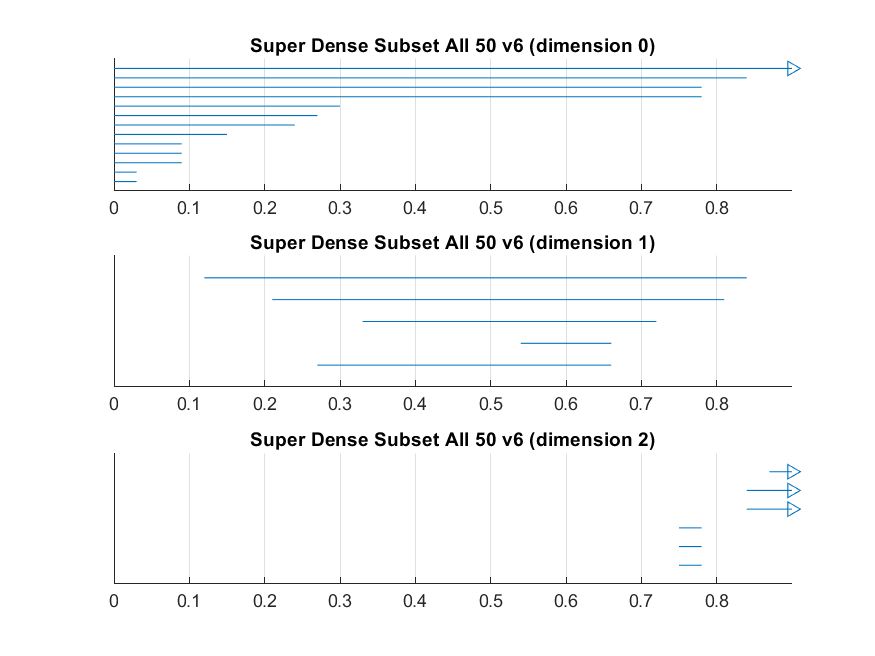 Super Dense Subset All 50 v6 (dimension 0)
0 0.1 0.2 0.3 0.4 0.5 0.6 0.7 0.8
Super Dense Subset All 50 v6 (dimension 1)
0 0.1 0.2 0.3 0.4 0.5 0.6 0.7 0.8
Super Dense Subset All 50 v6 (dimension 2)
0 0.1 0.2 0.3 0.4 0.5 0.6 0.7 0.8